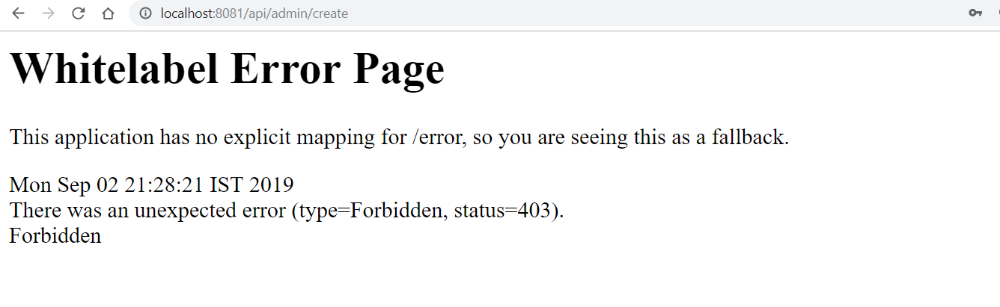 localhost:8081/api/admin/create
Whitelabel Error Page
This application has no explicit mapping for /error, so you are seeing this as a fallback.
Mon Sep 02 21:28:21 IST 2019
There was an unexpected error (type=Forbidden, status=403).
Forbidden